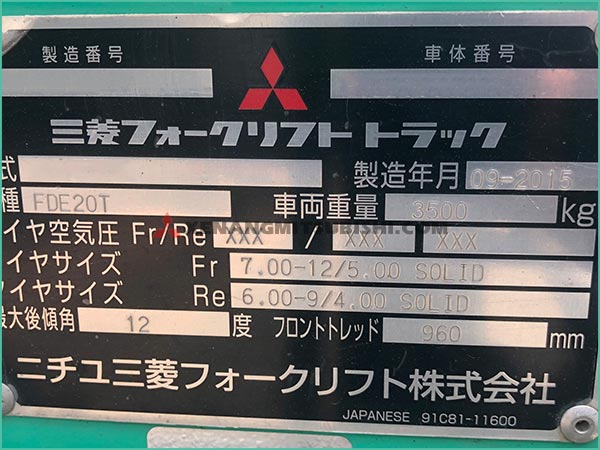 製造番号 車体番号
三菱フォークリフトトラック
式 製造年月 09-2015
種 FDE20T 車両重量 3500 kg
イヤ空気圧 Fr/Re XXX / XXX XXX
XENANGMITSUBISHI.COM
イヤサイズ Fr 7.00-12/5.00 SOLID
タイヤサイズ Re 6.00-9/4.00 SOLID
最大後傾角 12 度 フロントトレッド 960 mm
ニチユ三菱フォークリフト株式会社
JAPANESE 91C81-11600